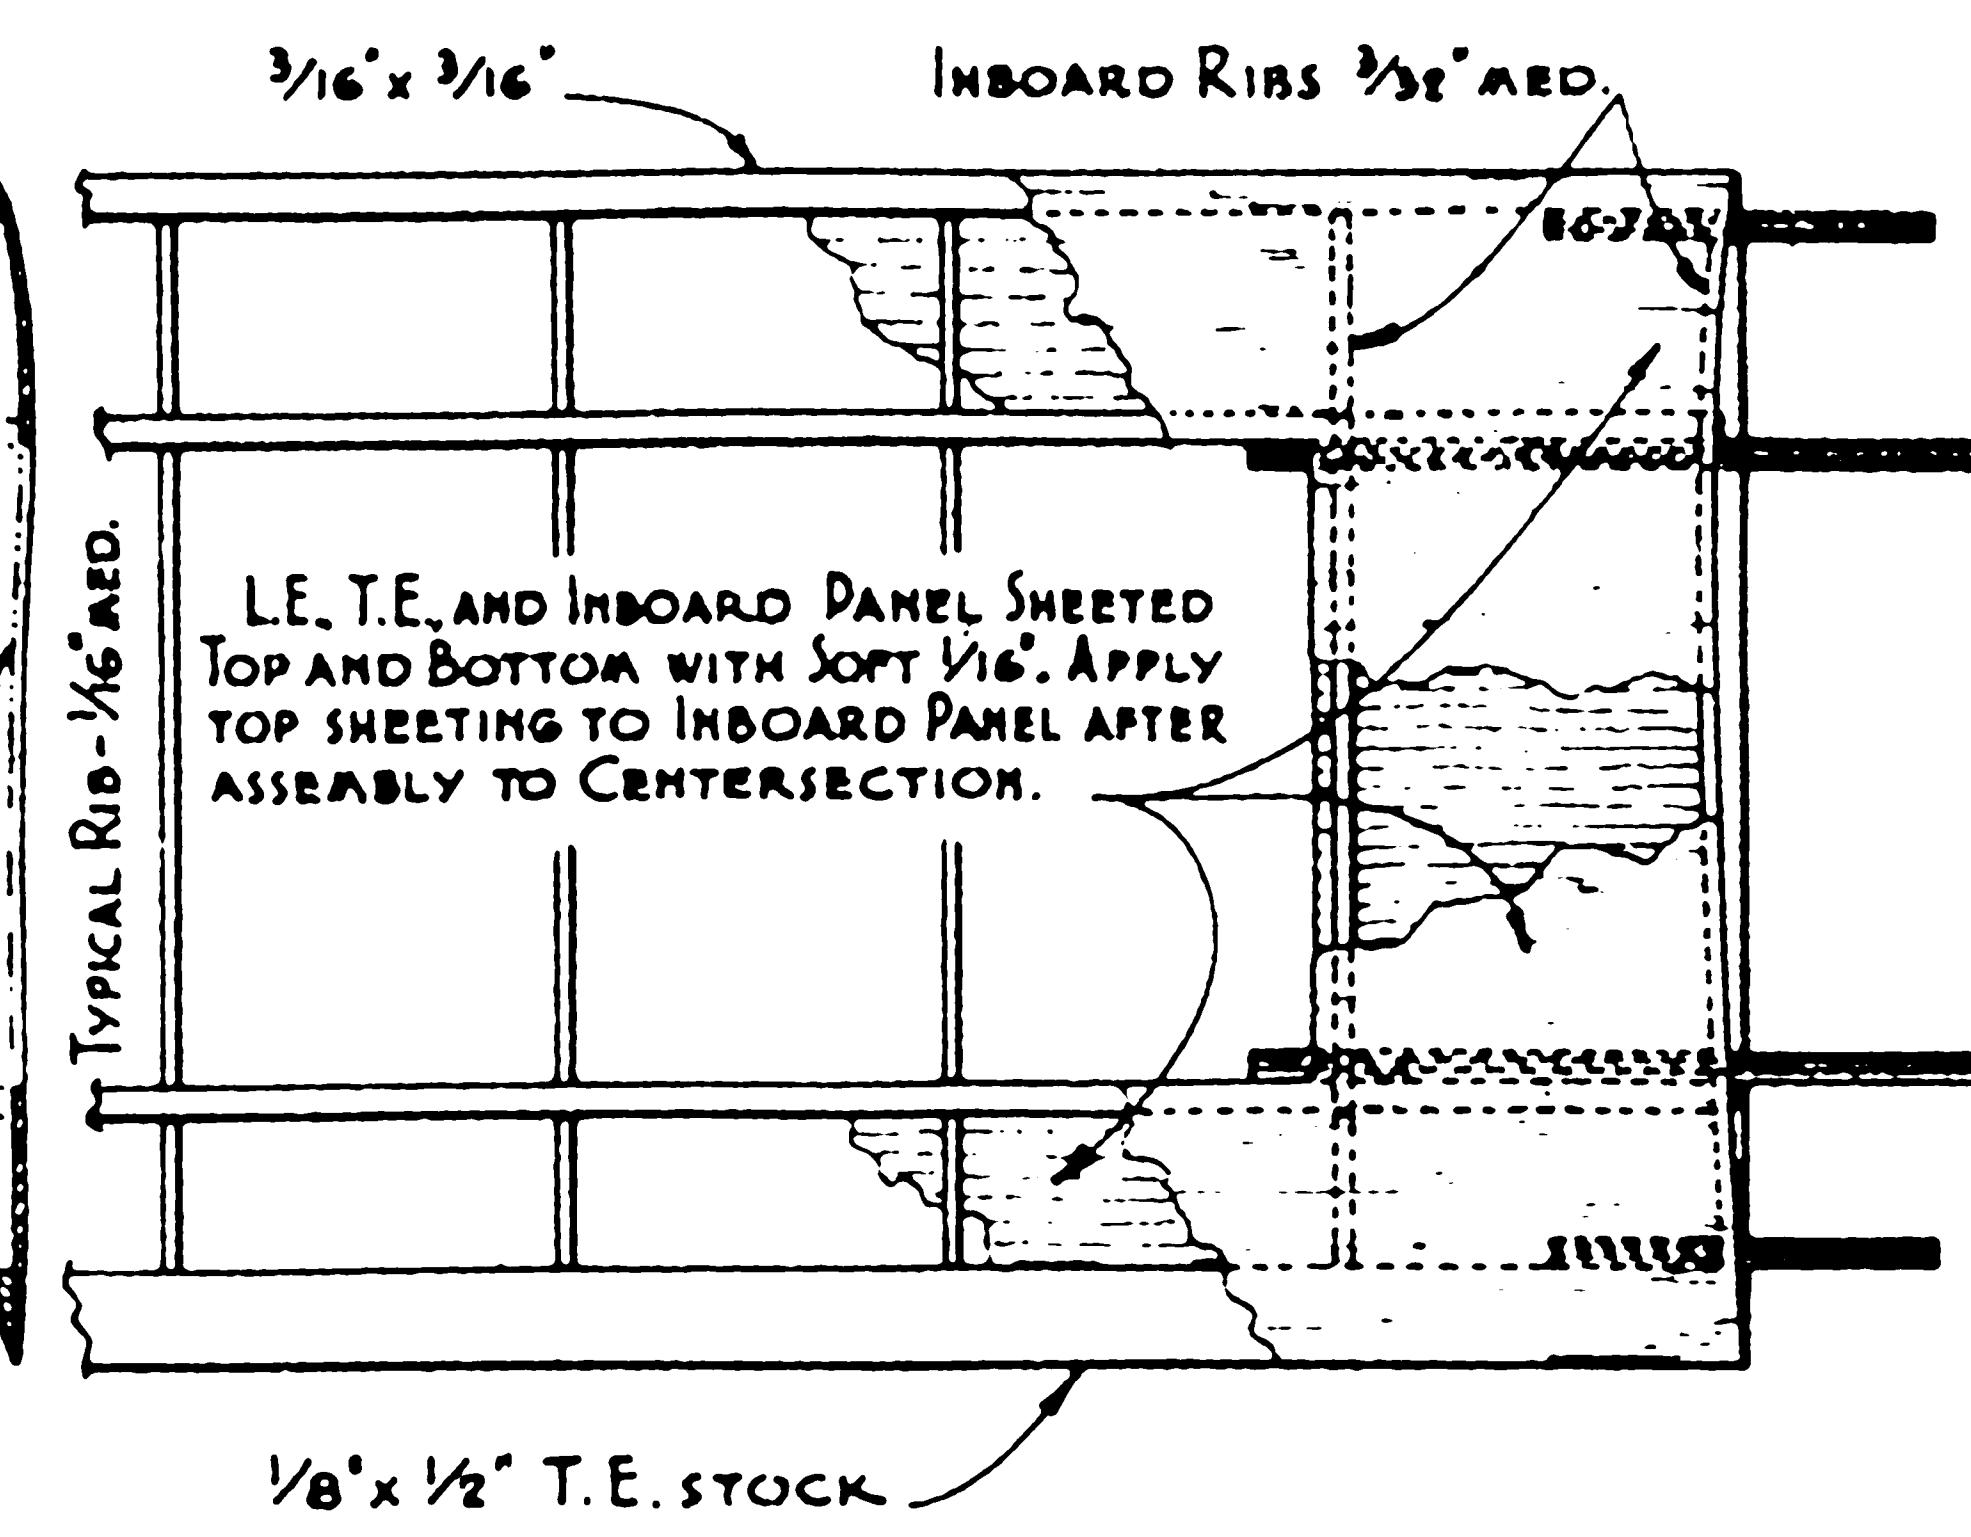 3/16" x 3/16"
INBOARD RIBS 3/32" MED.
TYPICAL RIB - 1/16" MED.
L.E., T.E., AND INBOARD PANEL SHEETED
TOP AND BOTTOM WITH SOFT 1/16". APPLY
TOP SHEETING TO INBOARD PANEL AFTER
ASSEMBLY TO CENTERSECTION.
1/8" x 1/2" T.E. STOCK